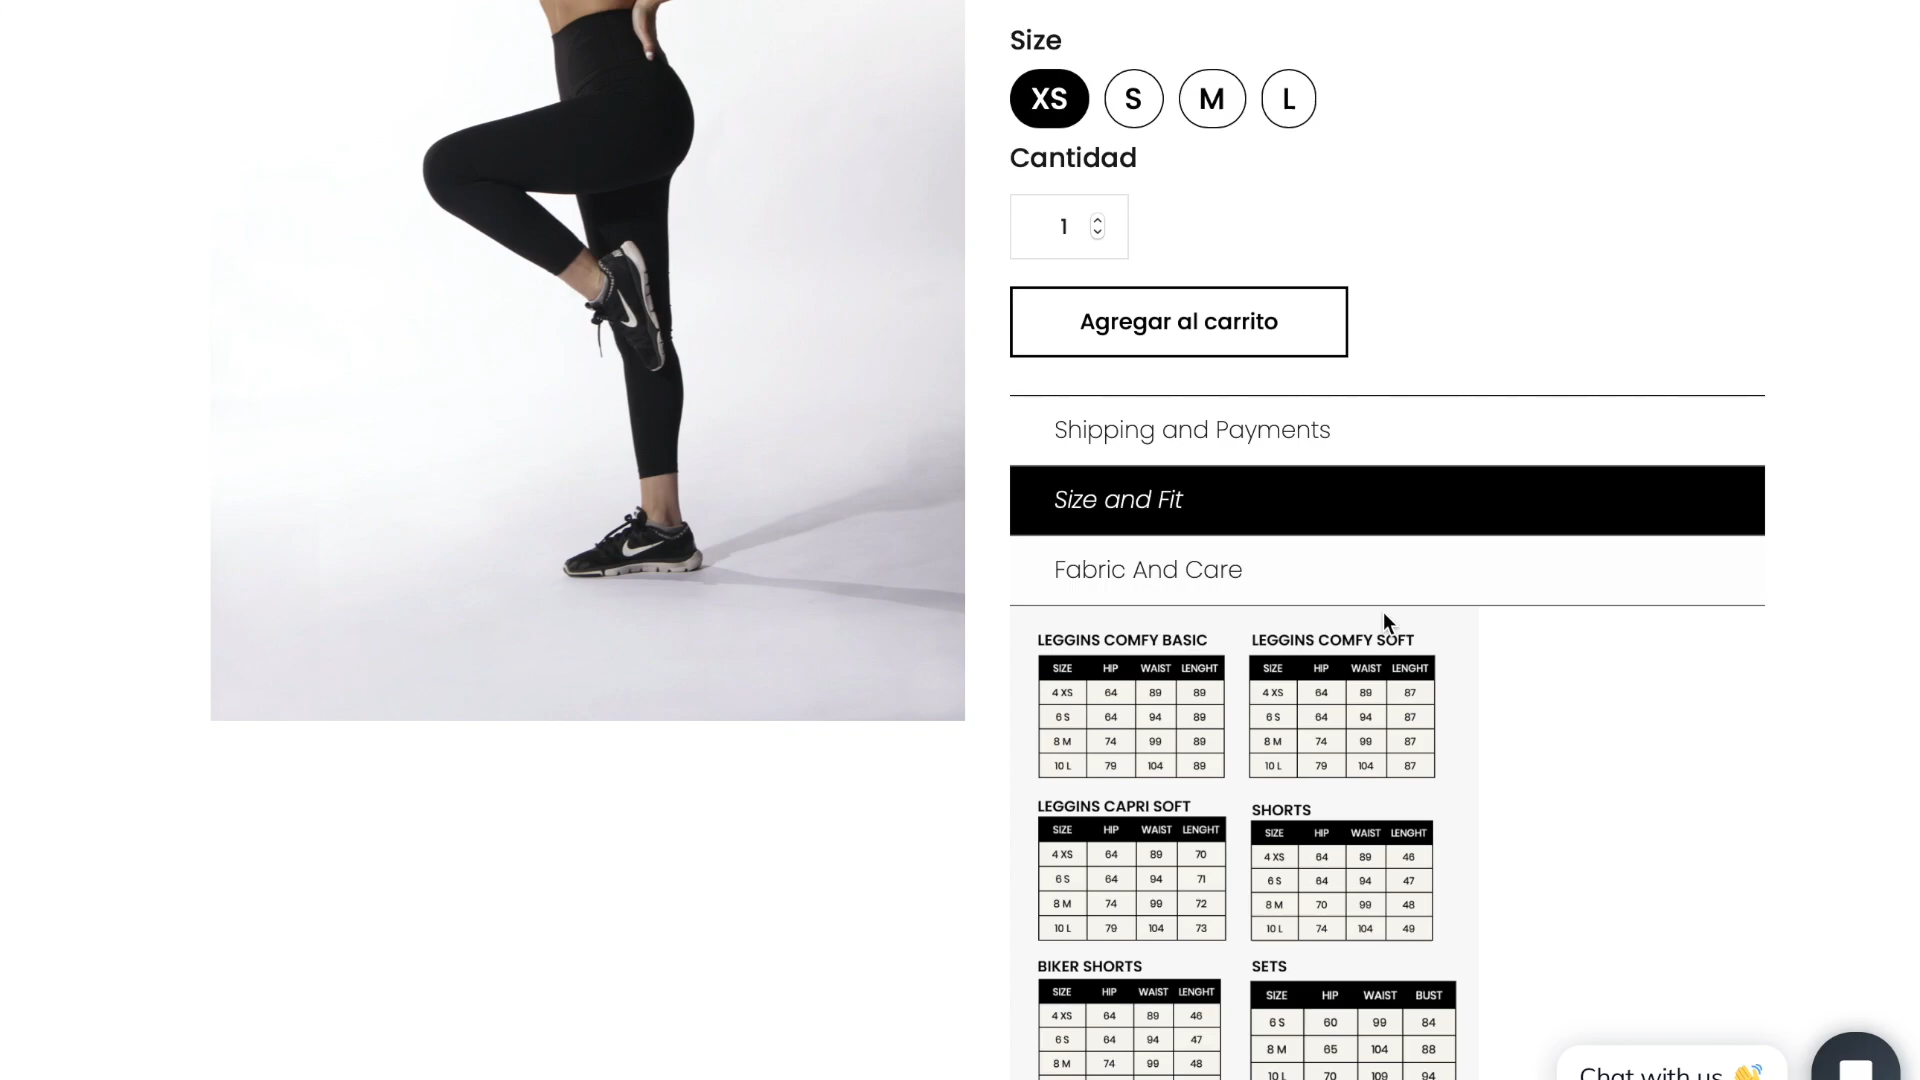 Size
XS S M L
Cantidad
1
Agregar al carrito
Shipping and Payments
Size and Fit
Fabric And Care
LEGGINS COMFY BASIC
SIZE HIP WAIST LENGHT
4 XS 64 89 89
6 S 64 94 89
8 M 74 99 89
10 L 79 104 89
LEGGINS COMFY SOFT
SIZE HIP WAIST LENGHT
4 XS 64 89 87
6 S 64 94 87
8 M 74 99 87
10 L 79 104 87
LEGGINS CAPRI SOFT
SIZE HIP WAIST LENGHT
4 XS 64 89 70
6 S 64 94 71
8 M 74 99 72
10 L 79 104 73
SHORTS
SIZE HIP WAIST LENGHT
4 XS 64 89 46
6 S 64 94 47
8 M 70 99 48
10 L 74 104 49
BIKER SHORTS
SIZE HIP WAIST LENGHT
4 XS 64 89 46
6 S 64 94 47
8 M 74 99 48
SETS
SIZE HIP WAIST BUST
6 S 60 99 84
8 M 65 104 88
10 L 70 109 94
Chat with us 👋